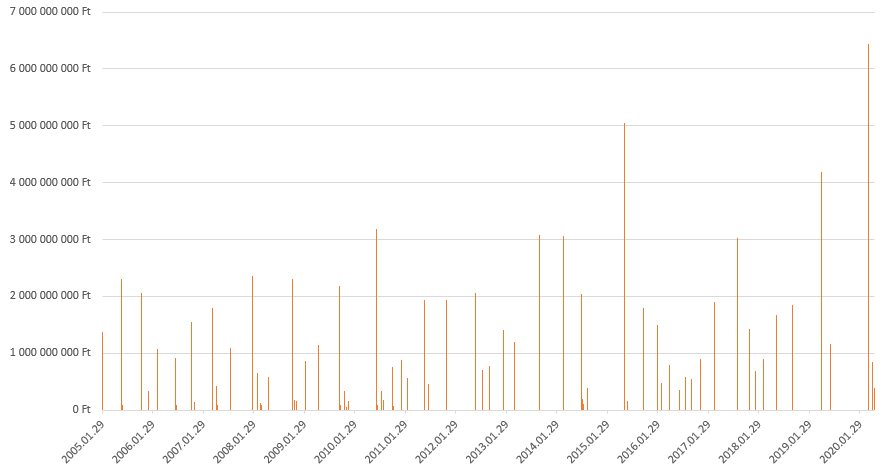 7 000 000 000 Ft
6 000 000 000 Ft
5 000 000 000 Ft
4 000 000 000 Ft
3 000 000 000 Ft
2 000 000 000 Ft
1 000 000 000 Ft
0 Ft
2005.01.29
2006.01.29
2007.01.29
2008.01.29
2009.01.29
2010.01.29
2011.01.29
2012.01.29
2013.01.29
2014.01.29
2015.01.29
2016.01.29
2017.01.29
2018.01.29
2019.01.29
2020.01.29